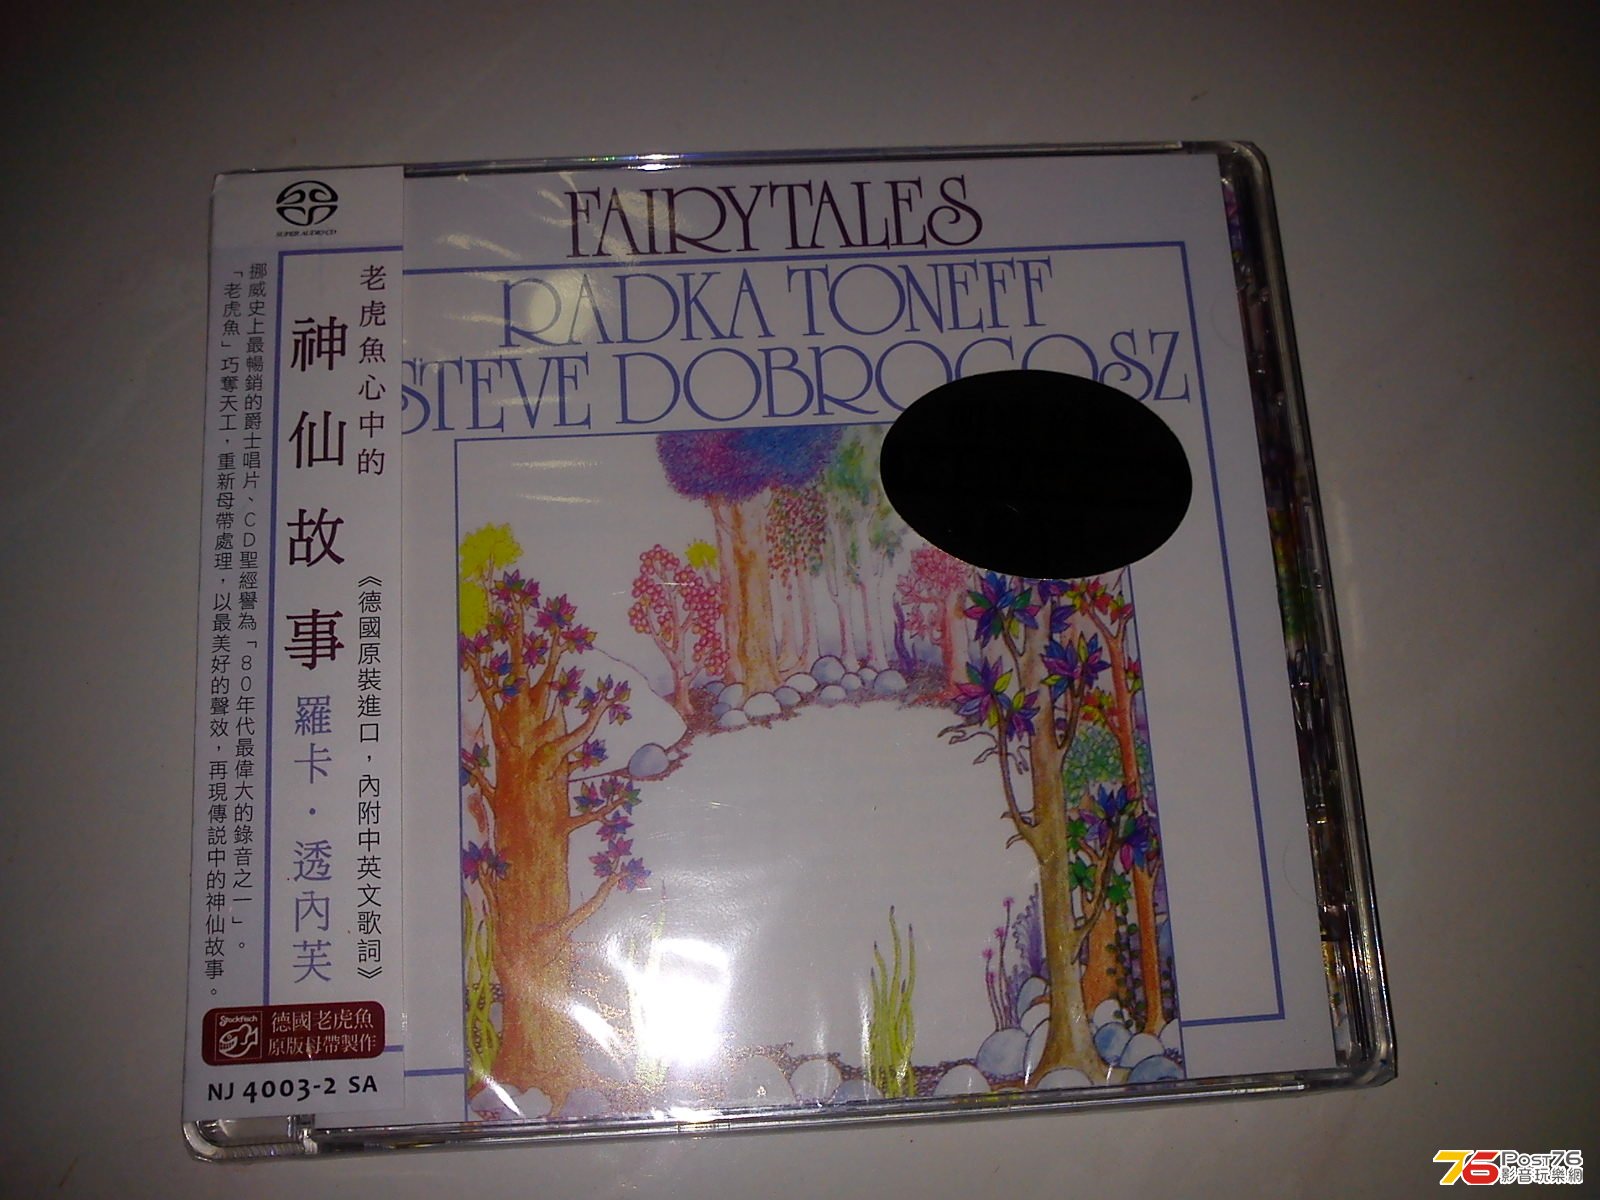 SUPER AUDIO CD
老虎魚心中的
《德國原裝進口，內附中英文歌詞》
神仙故事 羅卡・透內芙
挪威史上最暢銷的爵士唱片、CD聖經譽為「80年代最偉大的錄音之一」。
「老虎魚」巧奪天工，重新母帶處理，以最美好的聲效，再現傳説中的神仙故事。
Stockfisch
德國老虎魚
原版母帶製作
NJ 4003-2 SA
FAIRYTALES
RADKA TONEFF
STEVE DOBROGOSZ
76 Post76
影音玩樂網